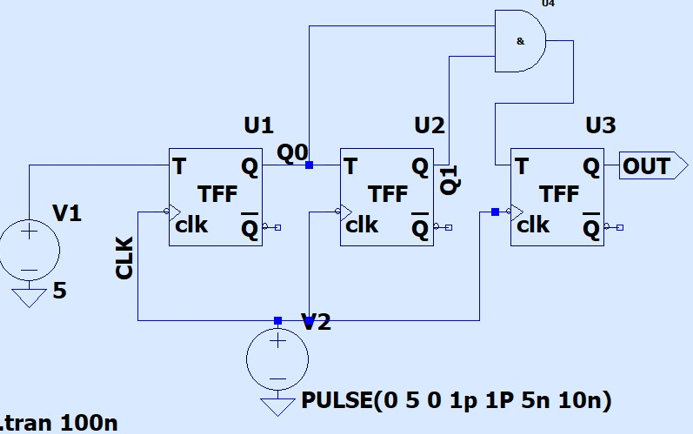 U4
&
U1
U2
U3
T
Q
Q0
T
Q
T
Q
OUT
TFF
TFF
TFF
Q1
V1
clk
Q
clk
Q
clk
Q
CLK
5
V2
PULSE(0 5 0 1p 1P 5n 10n)
.tran 100n